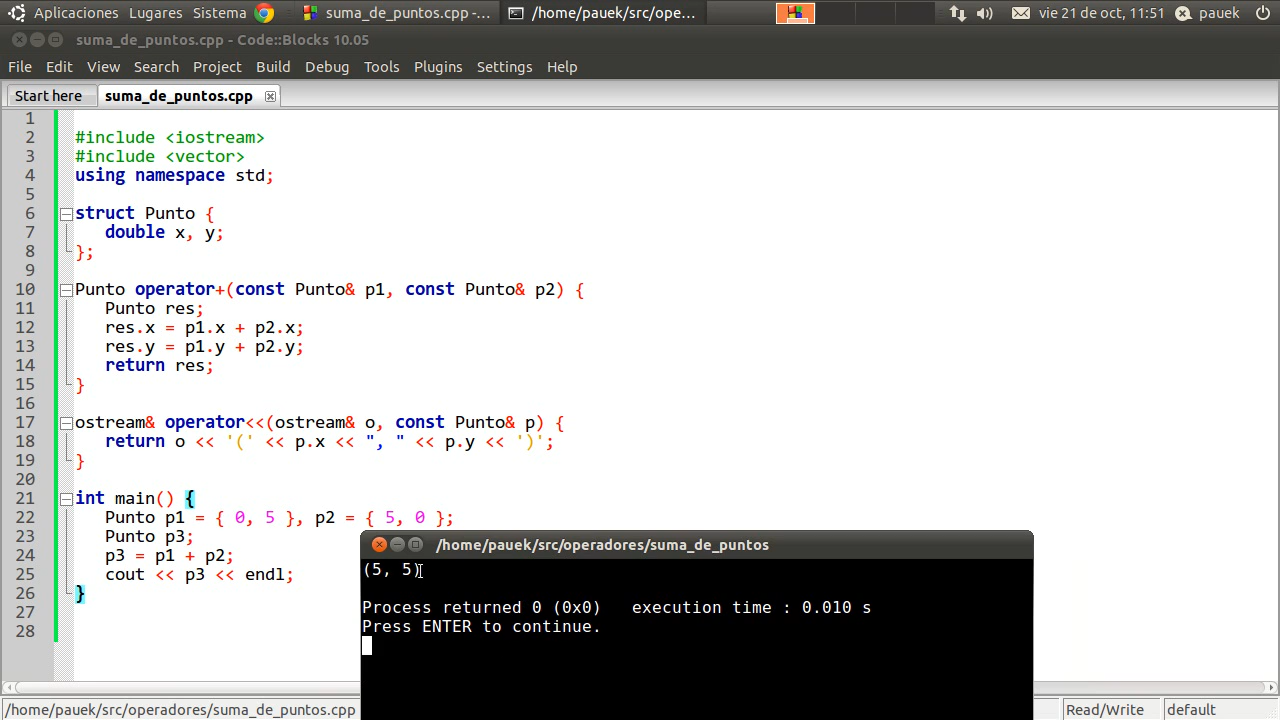 Aplicaciones Lugares Sistema suma_de_puntos.cpp -... /home/pauek/src/ope... vie 21 de oct, 11:51 pauek
suma_de_puntos.cpp - Code::Blocks 10.05
File Edit View Search Project Build Debug Tools Plugins Settings Help
Start here suma_de_puntos.cpp
1
2 #include <iostream>
3 #include <vector>
4 using namespace std;
5
6 struct Punto {
7 double x, y;
8 };
9
10 Punto operator+(const Punto& p1, const Punto& p2) {
11 Punto res;
12 res.x = p1.x + p2.x;
13 res.y = p1.y + p2.y;
14 return res;
15 }
16
17 ostream& operator<<(ostream& o, const Punto& p) {
18 return o << '(' << p.x << ", " << p.y << ')';
19 }
20
21 int main() {
22 Punto p1 = { 0, 5 }, p2 = { 5, 0 };
23 Punto p3;
24 p3 = p1 + p2;
25 cout << p3 << endl;
26 }
27
28
/home/pauek/src/operadores/suma_de_puntos
(5, 5)
Process returned 0 (0x0) execution time : 0.010 s
Press ENTER to continue.
/home/pauek/src/operadores/suma_de_puntos.cpp Read/Write default